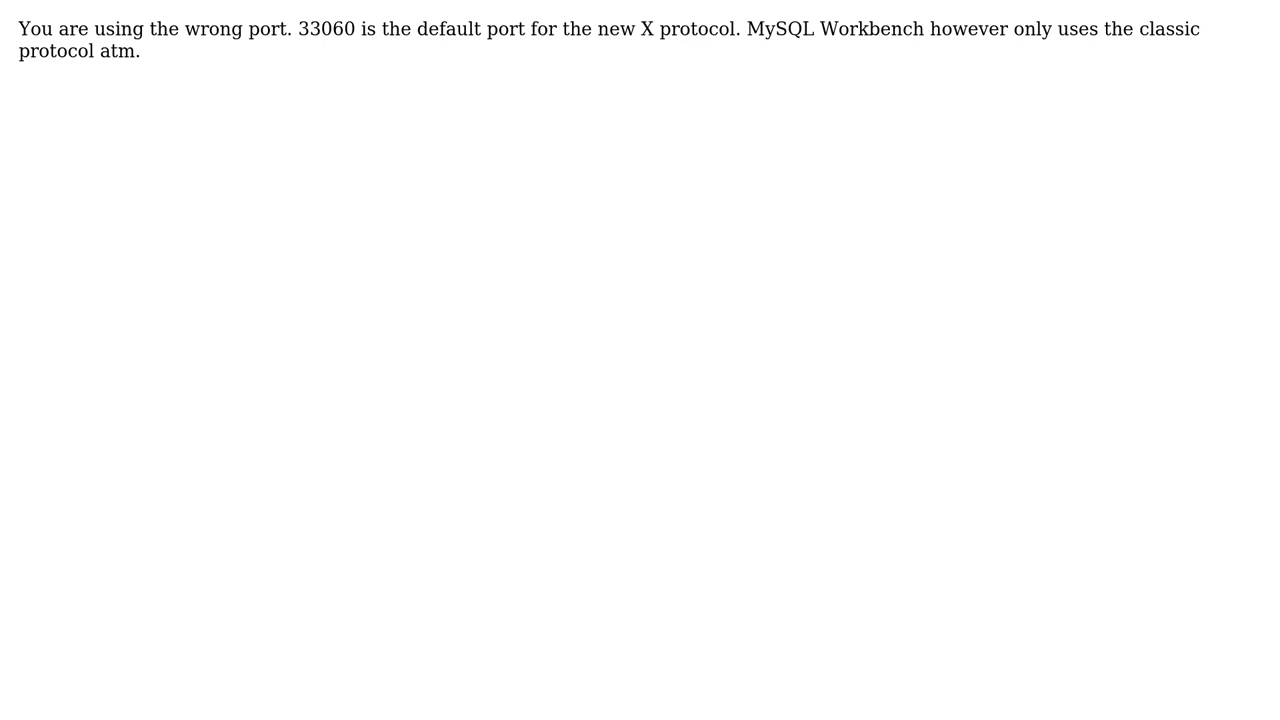 You are using the wrong port. 33060 is the default port for the new X protocol. MySQL Workbench however only uses the classic
protocol atm.